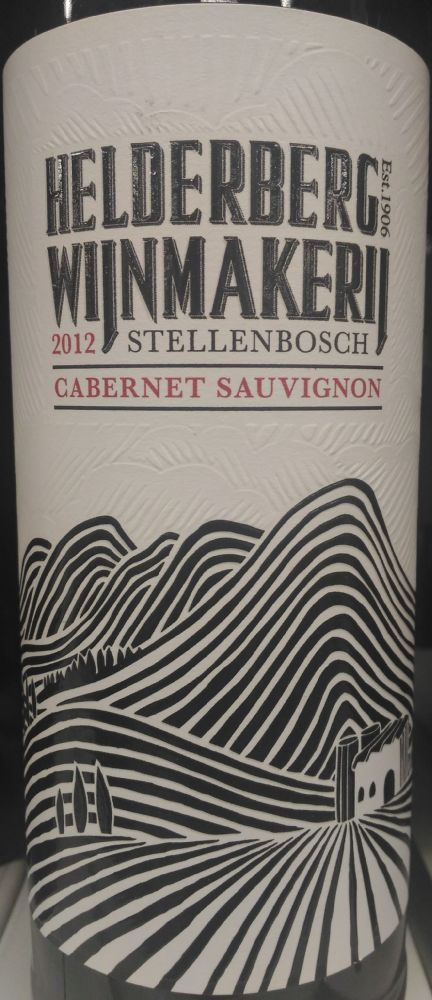 HELDERBERG
Est. 1906
WIJNMAKERIJ
2012 STELLENBOSCH
CABERNET SAUVIGNON